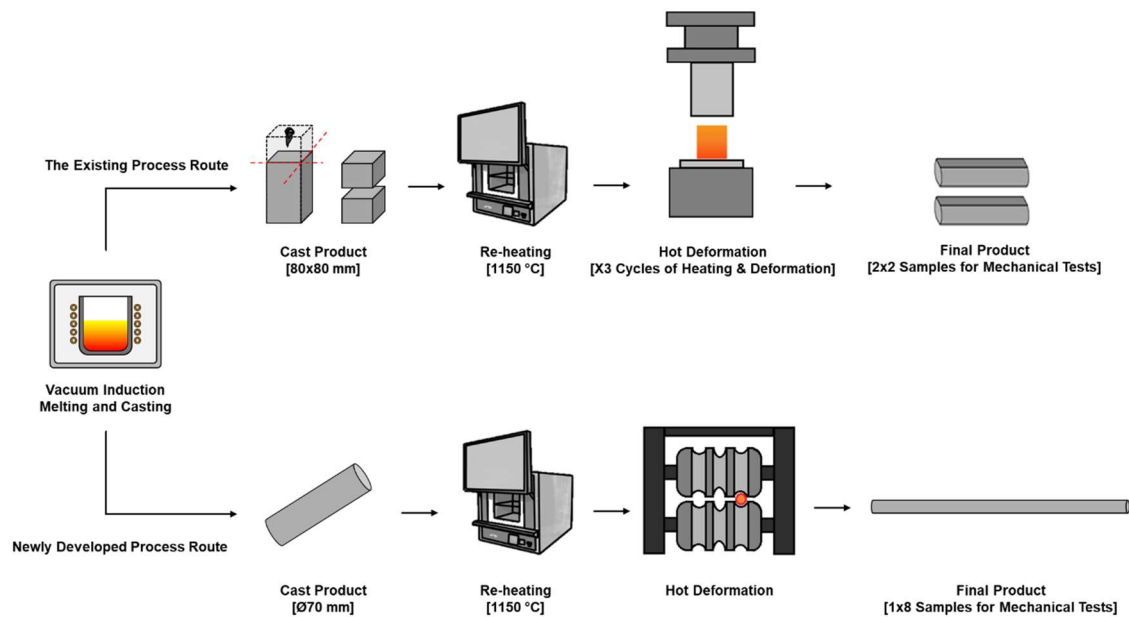 The Existing Process Route
Cast Product
[80x80 mm]
Re-heating
[1150 °C]
Hot Deformation
[X3 Cycles of Heating & Deformation]
Final Product
[2x2 Samples for Mechanical Tests]
Vacuum Induction
Melting and Casting
Newly Developed Process Route
Cast Product
[Ø70 mm]
Re-heating
[1150 °C]
Hot Deformation
Final Product
[1x8 Samples for Mechanical Tests]